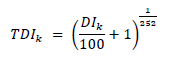 TDI_k = (DI_k/100 + 1)^(1/252)